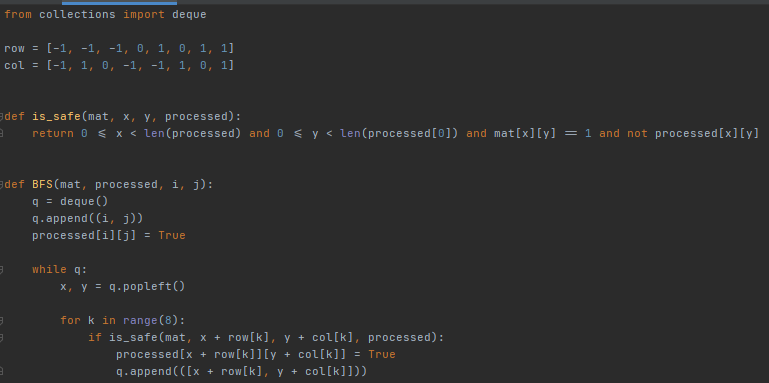 from collections import deque
row = [-1, -1, -1, 0, 1, 0, 1, 1]
col = [-1, 1, 0, -1, -1, 1, 0, 1]
def is_safe(mat, x, y, processed):
    return 0 ⩽ x < len(processed) and 0 ⩽ y < len(processed[0]) and mat[x][y] == 1 and not processed[x][y]
def BFS(mat, processed, i, j):
    q = deque()
    q.append((i, j))
    processed[i][j] = True
    while q:
        x, y = q.popleft()
        for k in range(8):
            if is_safe(mat, x + row[k], y + col[k], processed):
                processed[x + row[k]][y + col[k]] = True
                q.append(([x + row[k], y + col[k]]))